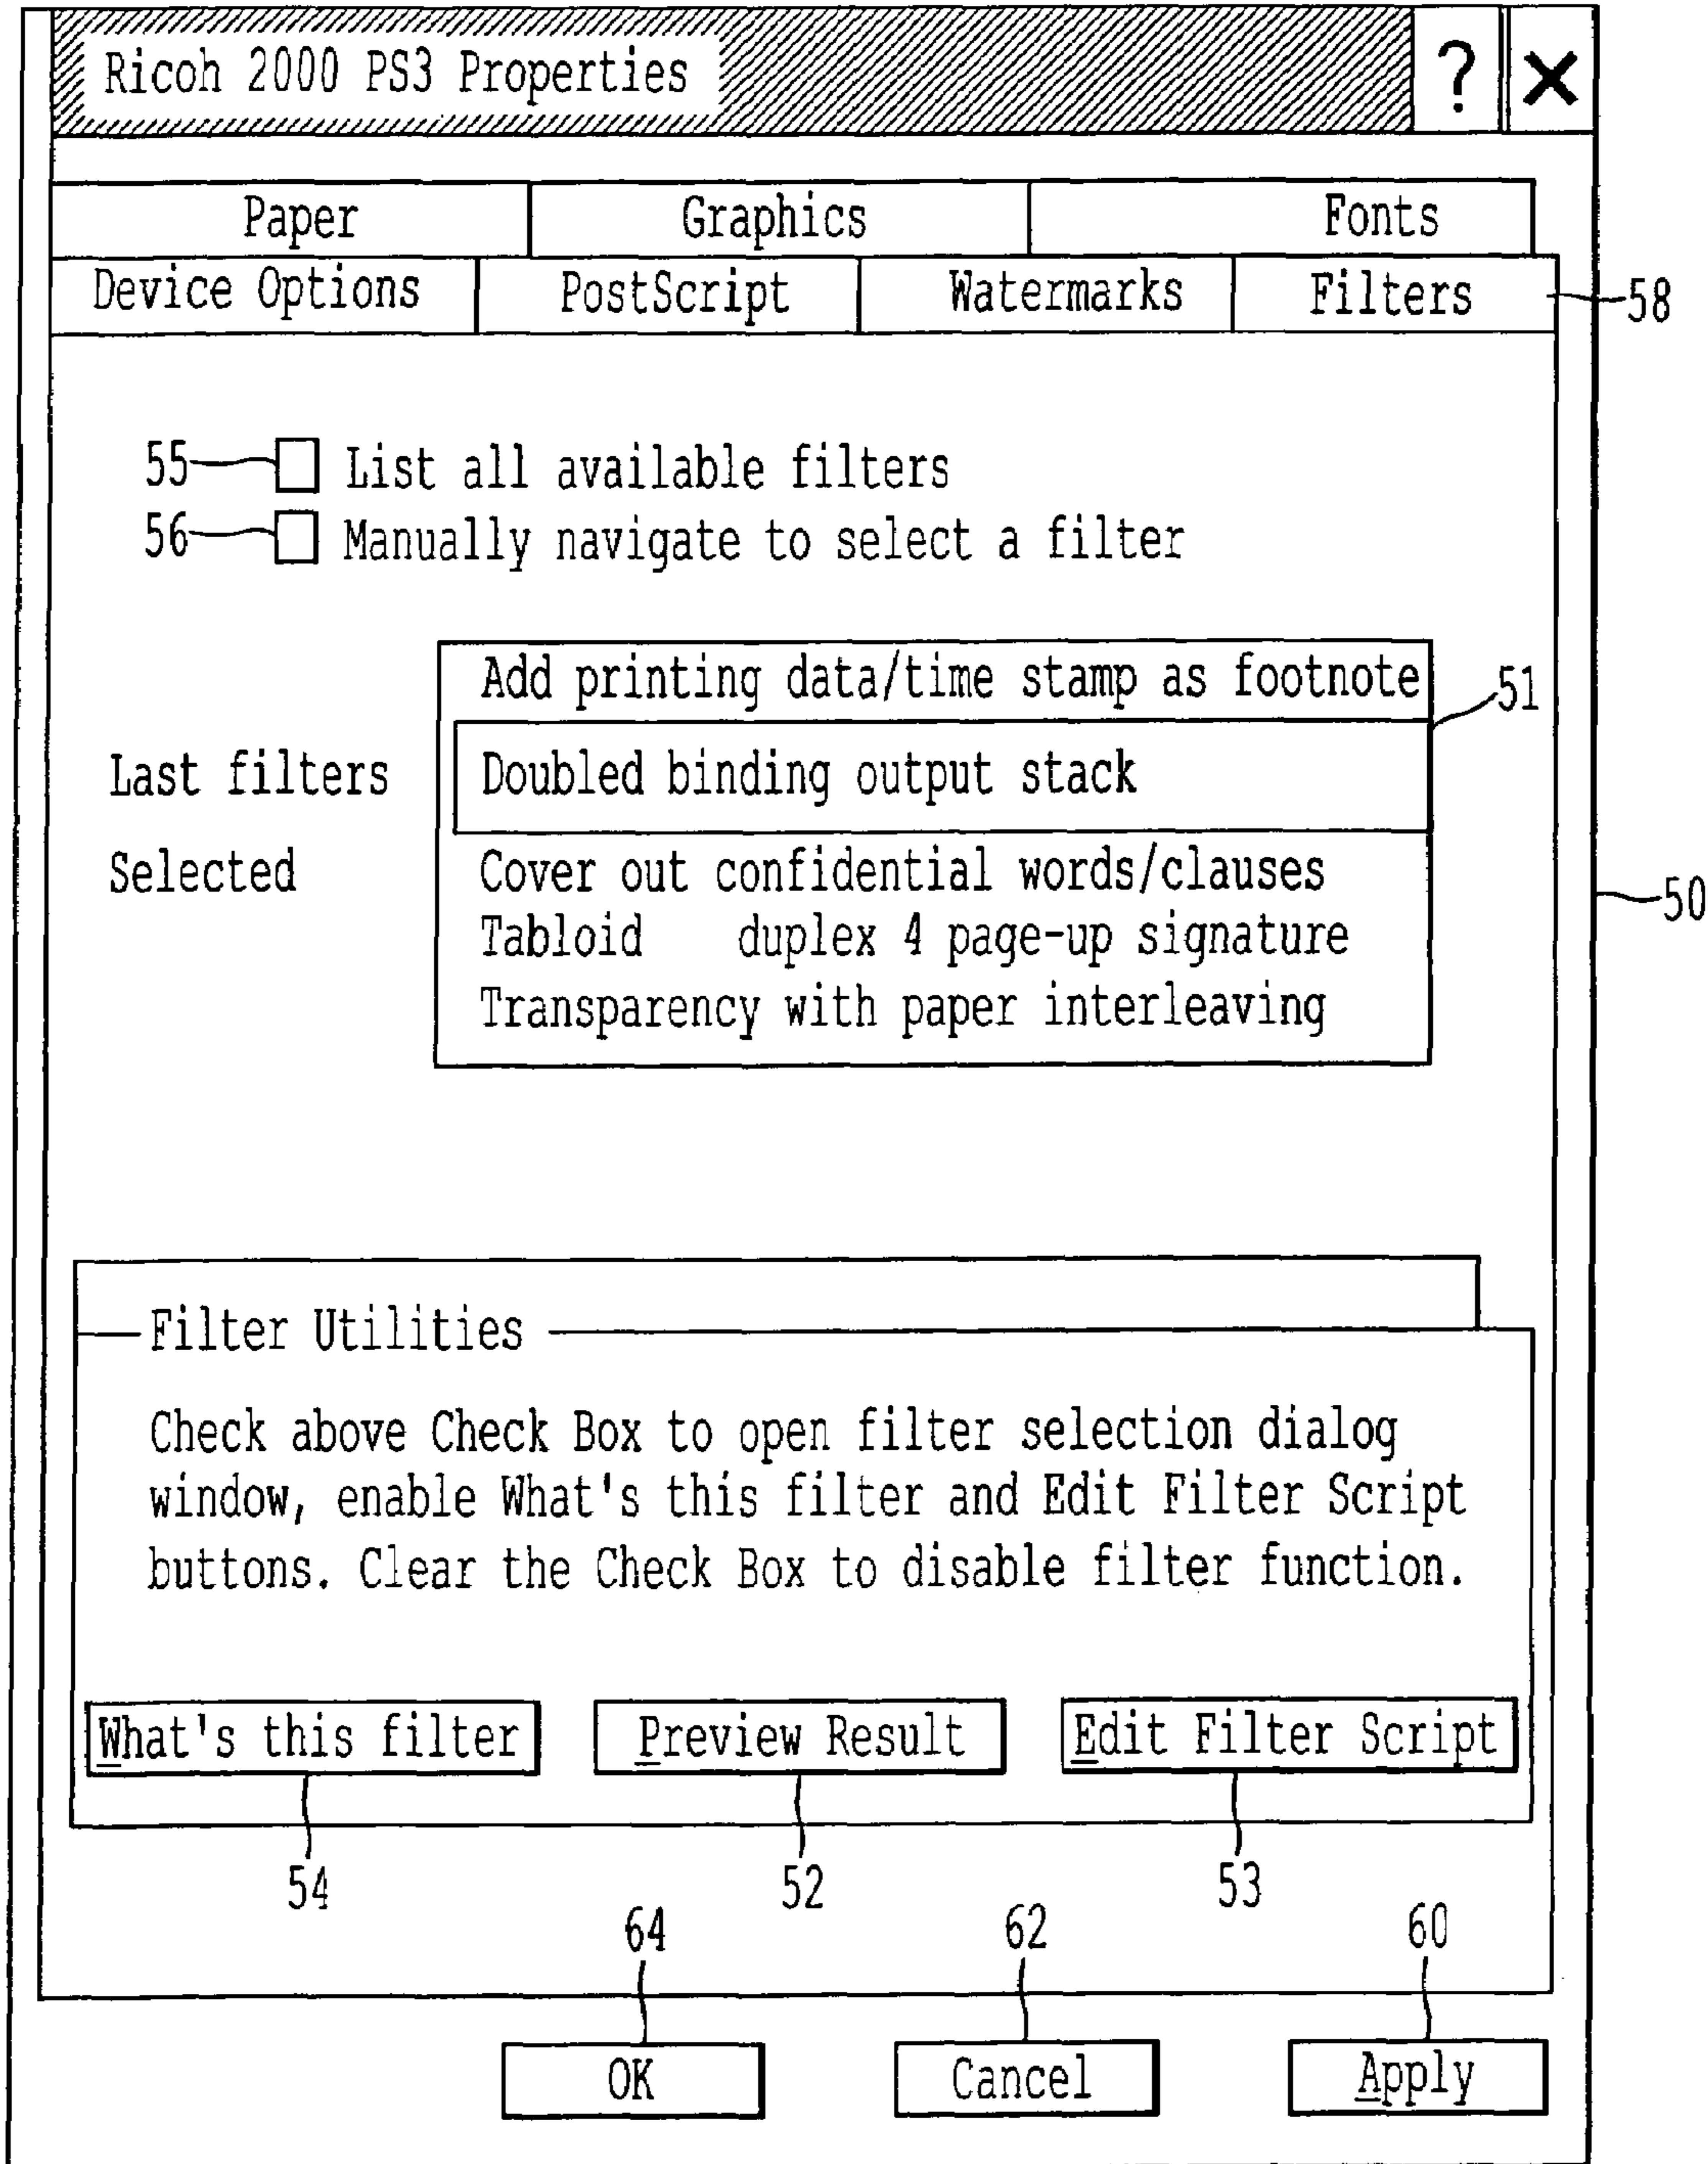 Ricoh 2000 PS3 Properties ? X
Paper Graphics Fonts
Device Options PostScript Watermarks Filters 58
55 List all available filters
56 Manually navigate to select a filter
Add printing data/time stamp as footnote
51
Last filters Doubled binding output stack
Selected Cover out confidential words/clauses
50
Tabloid duplex 4 page-up signature
Transparency with paper interleaving
Filter Utilities
Check above Check Box to open filter selection dialog
window, enable What's this filter and Edit Filter Script
buttons. Clear the Check Box to disable filter function.
What's this filter Preview Result Edit Filter Script
54 52 53
64 62 60
OK Cancel Apply